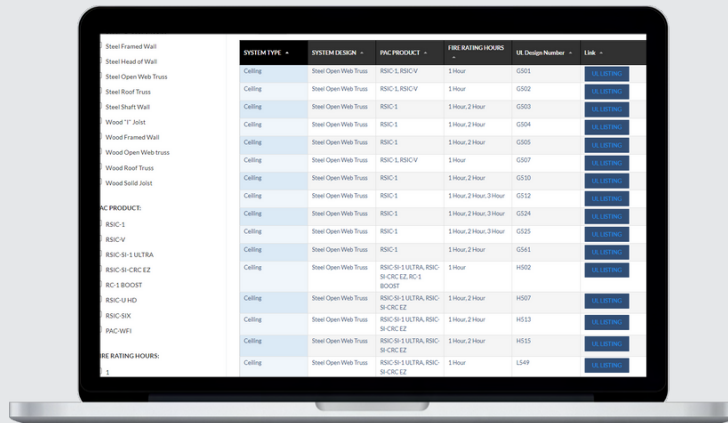 Steel Framed Wall
Steel Head of Wall
Steel Open Web Truss
Steel Roof Truss
Steel Shaft Wall
Wood "I" Joist
Wood Framed Wall
Wood Open Web truss
Wood Roof Truss
Wood Solid Joist
AC PRODUCT:
RSIC-1
RSIC-V
RSIC-SI-1 ULTRA
RSIC-SI-CRC EZ
RC-1 BOOST
RSIC-U HD
RSIC-SIX
PAC-WFI
IRE RATING HOURS:
1
SYSTEM TYPE SYSTEM DESIGN PAC PRODUCT FIRE RATING HOURS UL Design Number Link
Ceiling Steel Open Web Truss RSIC-1, RSIC-V 1 Hour G501 UL LISTING
Ceiling Steel Open Web Truss RSIC-1, RSIC-V 1 Hour G502 UL LISTING
Ceiling Steel Open Web Truss RSIC-1 1 Hour, 2 Hour G503 UL LISTING
Ceiling Steel Open Web Truss RSIC-1 1 Hour, 2 Hour G504 UL LISTING
Ceiling Steel Open Web Truss RSIC-1 1 Hour, 2 Hour G505 UL LISTING
Ceiling Steel Open Web Truss RSIC-1, RSIC-V 1 Hour G507 UL LISTING
Ceiling Steel Open Web Truss RSIC-1 1 Hour, 2 Hour G510 UL LISTING
Ceiling Steel Open Web Truss RSIC-1 1 Hour, 2 Hour, 3 Hour G512 UL LISTING
Ceiling Steel Open Web Truss RSIC-1 1 Hour, 2 Hour, 3 Hour G524 UL LISTING
Ceiling Steel Open Web Truss RSIC-1 1 Hour, 2 Hour, 3 Hour G525 UL LISTING
Ceiling Steel Open Web Truss RSIC-1 1 Hour, 2 Hour G561 UL LISTING
Ceiling Steel Open Web Truss RSIC-SI-1 ULTRA, RSIC- 1 Hour H502 UL LISTING
SI-CRC EZ, RC-1
BOOST
Ceiling Steel Open Web Truss RSIC-SI-1 ULTRA, RSIC- 1 Hour, 2 Hour H507 UL LISTING
SI-CRC EZ
Ceiling Steel Open Web Truss RSIC-SI-1 ULTRA, RSIC- 1 Hour, 2 Hour H513 UL LISTING
SI-CRC EZ
Ceiling Steel Open Web Truss RSIC-SI-1 ULTRA, RSIC- 1 Hour, 2 Hour H515 UL LISTING
SI-CRC EZ
Ceiling Steel Open Web Truss RSIC-SI-1 ULTRA, RSIC- 1 Hour L549 UL LISTING
SI-CRC EZ